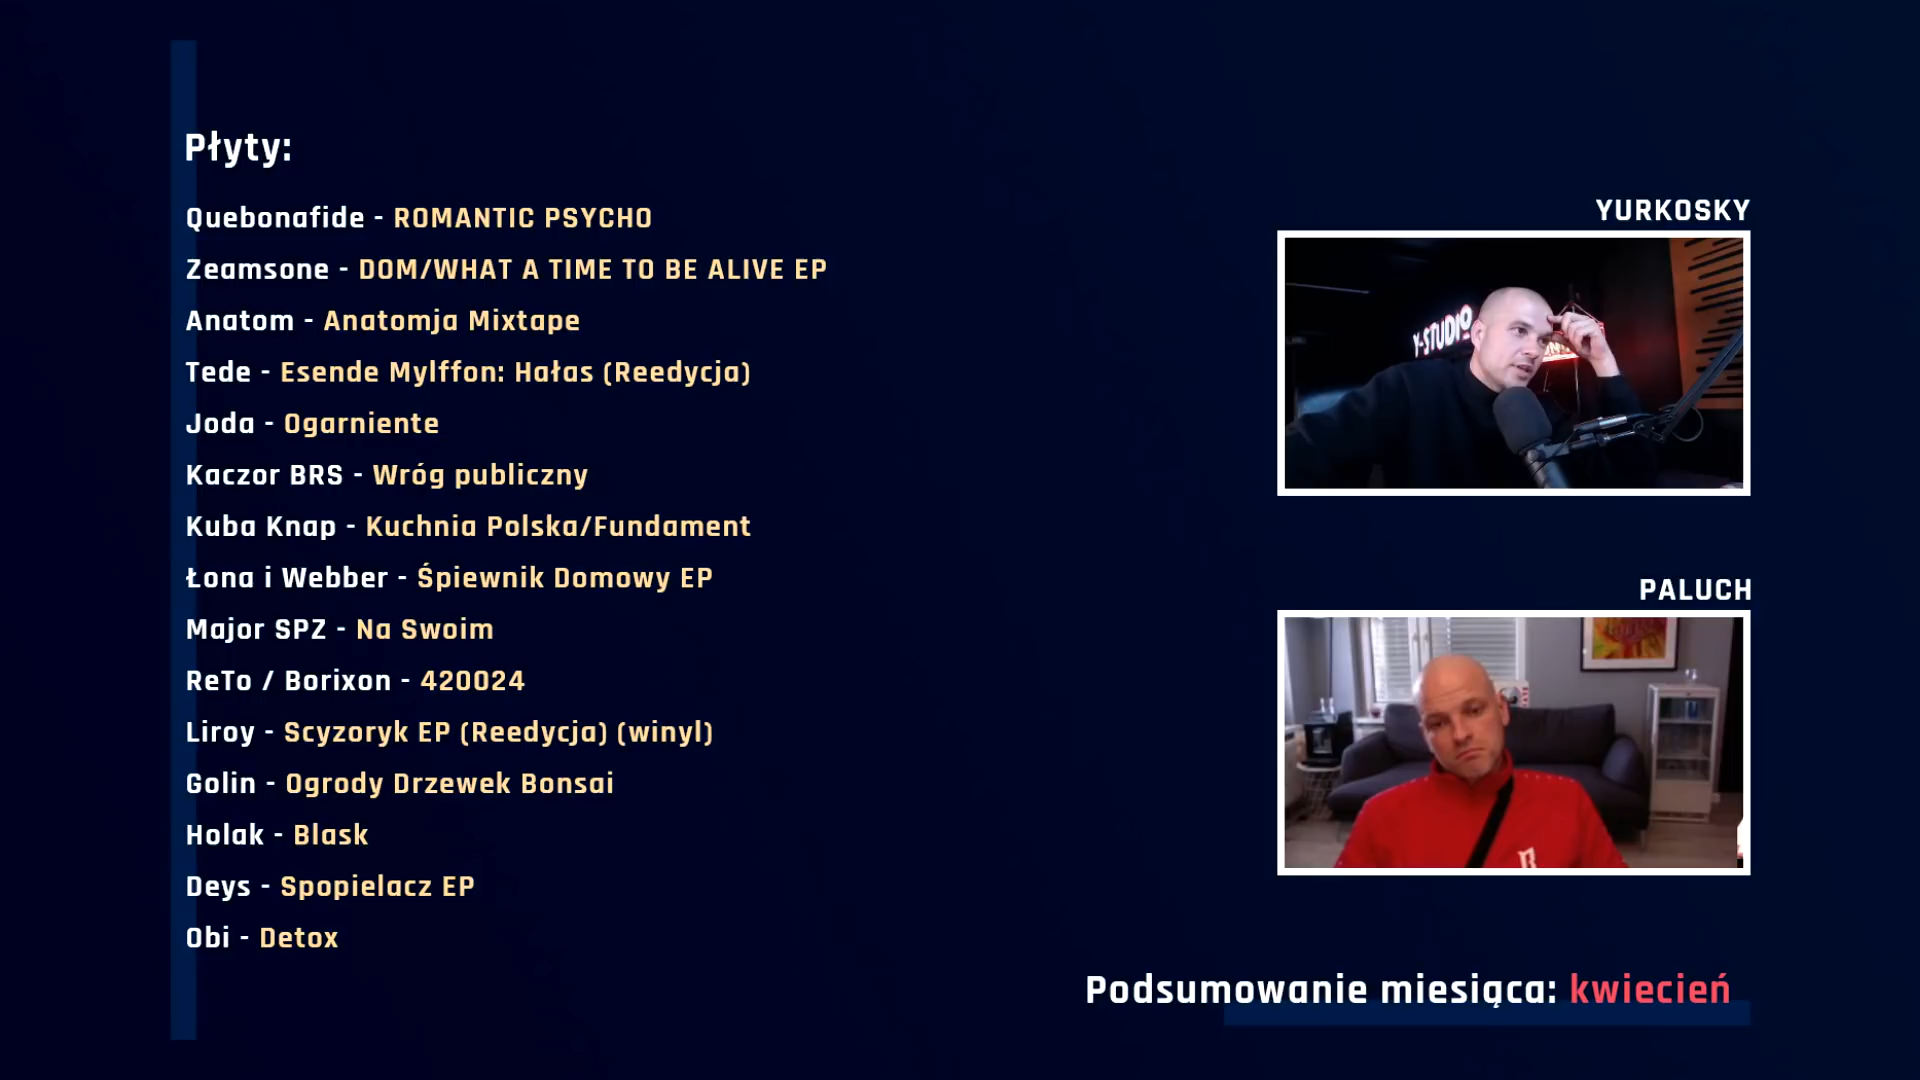 Płyty:
Quebonafide - ROMANTIC PSYCHO
Zeamsone - DOM/WHAT A TIME TO BE ALIVE EP
Anatom - Anatomja Mixtape
Tede - Esende Mylffon: Hałas (Reedycja)
Joda - Ogarniente
Kaczor BRS - Wróg publiczny
Kuba Knap - Kuchnia Polska/Fundament
Łona i Webber - Śpiewnik Domowy EP
Major SPZ - Na Swoim
ReTo / Borixon - 420024
Liroy - Scyzoryk EP (Reedycja) (winyl)
Golin - Ogrody Drzewek Bonsai
Holak - Blask
Deys - Spopielacz EP
Obi - Detox
YURKOSKY
Y-STUDIO
PALUCH
Podsumowanie miesiąca: kwiecień